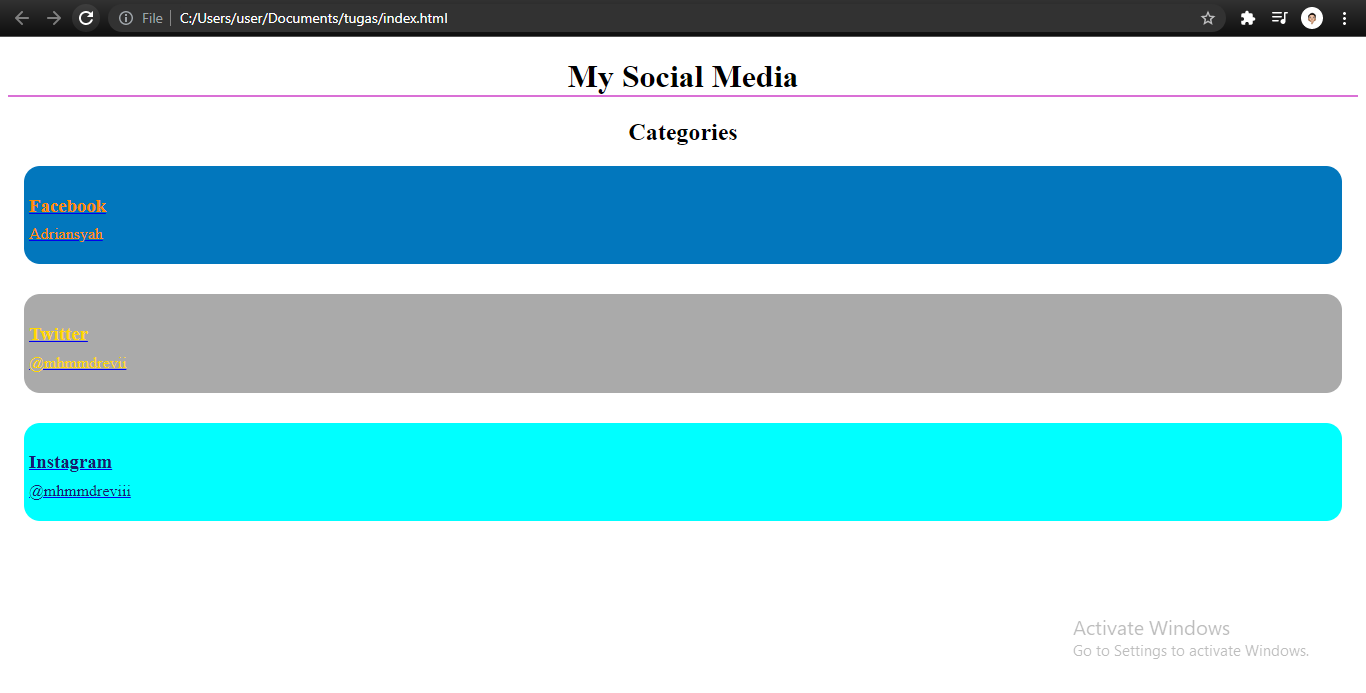 File | C:/Users/user/Documents/tugas/index.html
My Social Media
Categories
Facebook
Adriansyah
Twitter
@mhmmdrevii
Instagram
@mhmmdreviii
Activate Windows
Go to Settings to activate Windows.